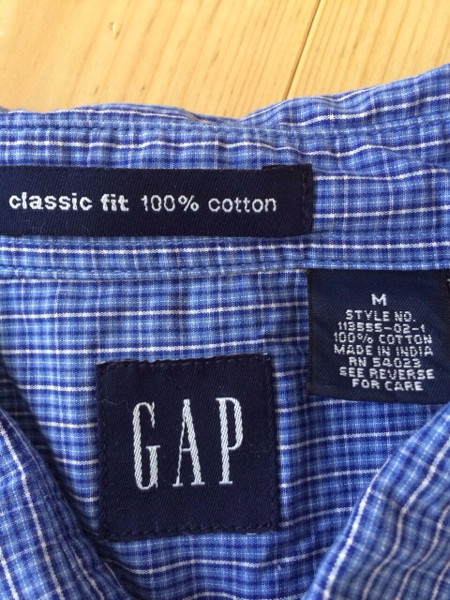 classic fit 100% cotton
M
STYLE NO.
113555-02-1
100% COTTON
MADE IN INDIA
RN 54023
SEE REVERSE
FOR CARE
GAP